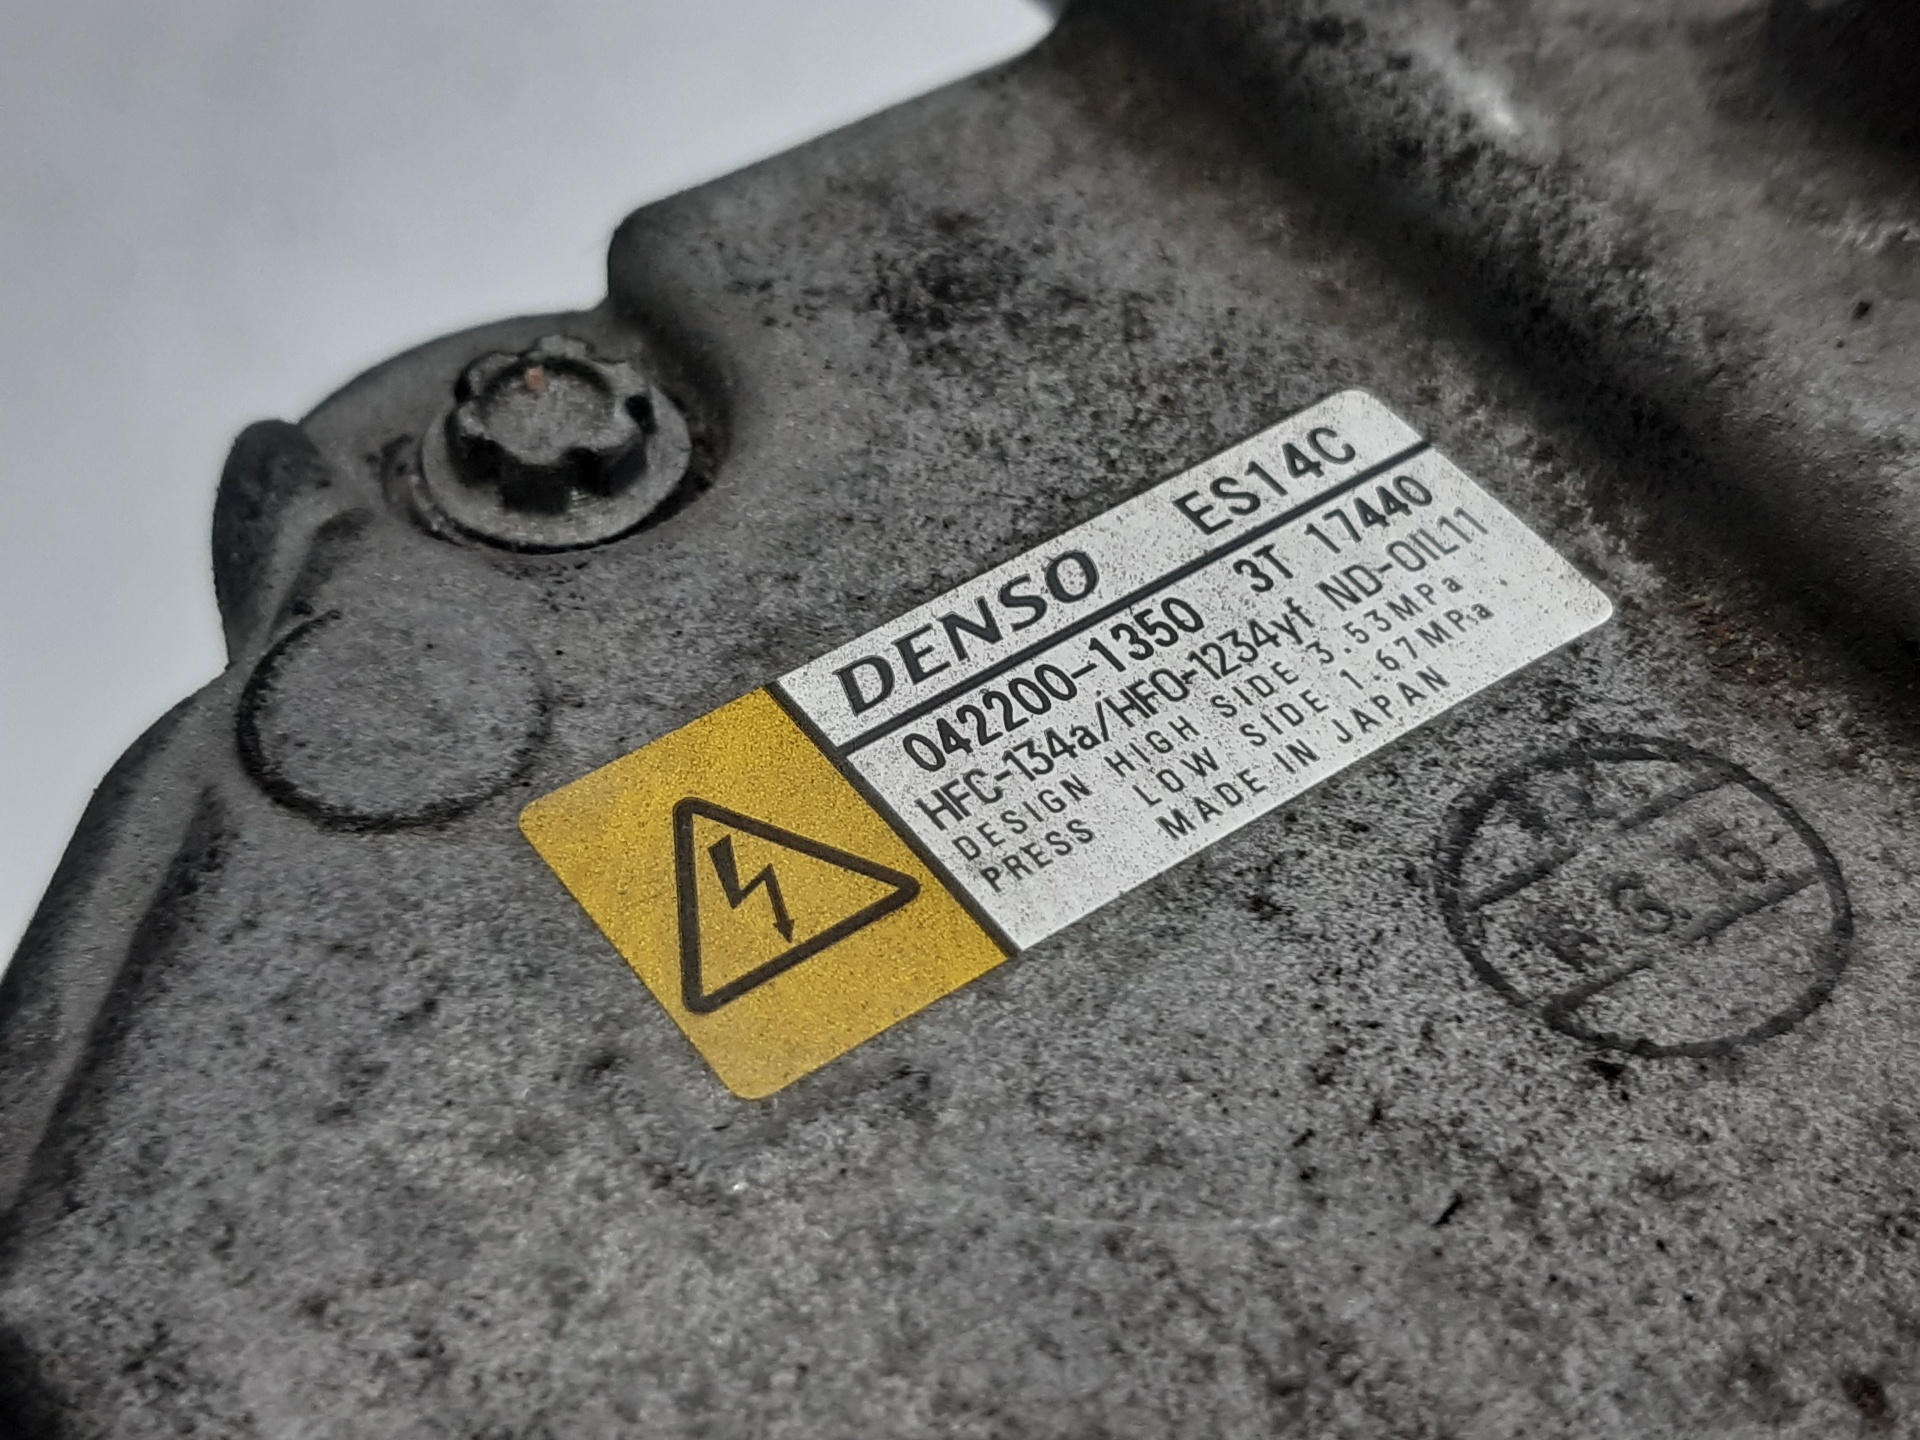 DENSO ES14C
042200-1350 3T 17440
HFC-134a/HFO-1234yf ND-OIL11
DESIGN HIGH SIDE 3.53MPa
PRESS LOW SIDE 1.67MPa
MADE IN JAPAN
G